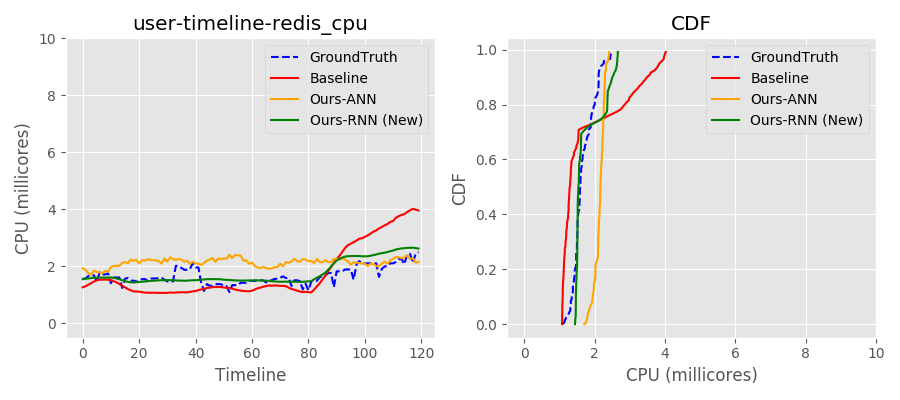 user-timeline-redis_cpu
CPU (millicores)
10
8
6
4
2
0
0
20
40
60
80
100
120
Timeline
GroundTruth
Baseline
Ours-ANN
Ours-RNN (New)
CDF
CDF
1.0
0.8
0.6
0.4
0.2
0.0
0
2
4
6
8
10
CPU (millicores)
GroundTruth
Baseline
Ours-ANN
Ours-RNN (New)